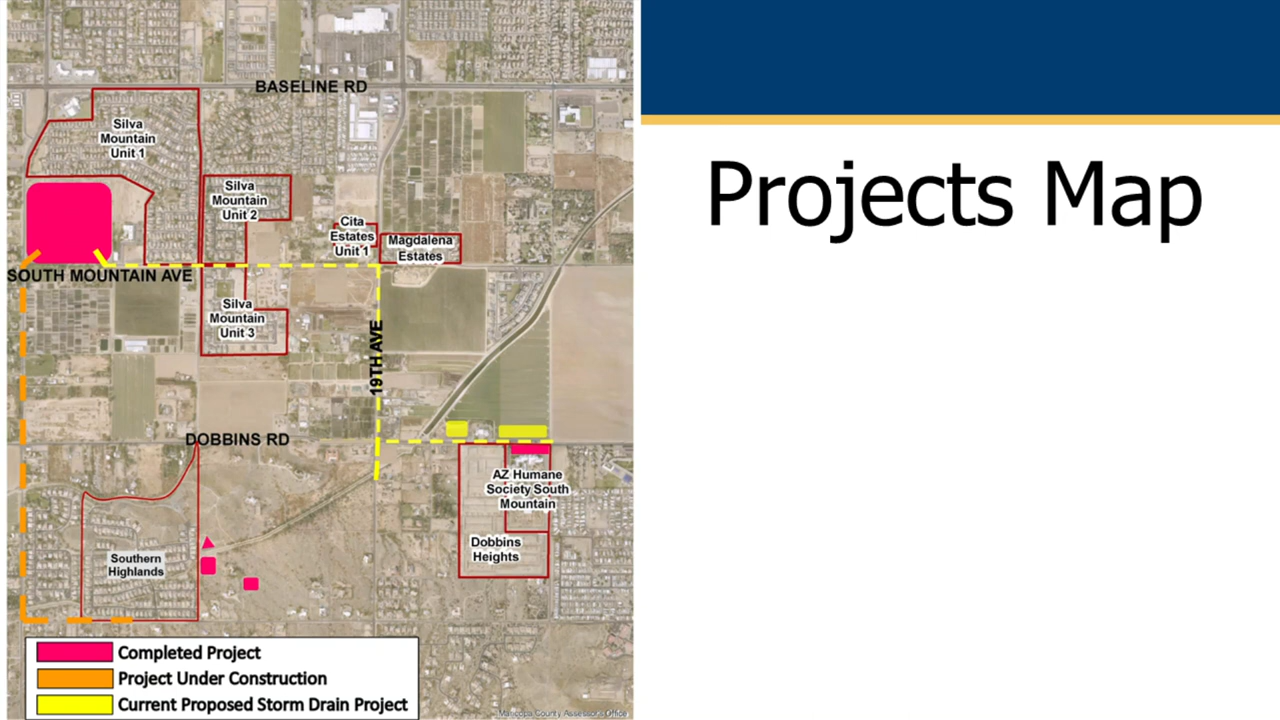 Projects Map
BASELINE RD
Silva
Mountain
Unit 1
Silva
Mountain
Unit 2
Cita
Estates
Unit 1
Magdalena
Estates
SOUTH MOUNTAIN AVE
Silva
Mountain
Unit 3
19TH AVE
DOBBINS RD
AZ Humane
Society South
Mountain
Dobbins
Heights
Southern
Highlands
Completed Project
Project Under Construction
Current Proposed Storm Drain Project
Maricopa County Assessor's Office